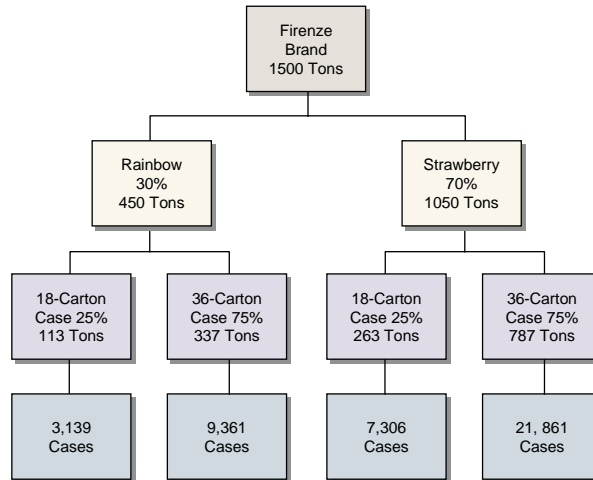 Firenze
Brand
1500 Tons
Rainbow
30%
450 Tons
Strawberry
70%
1050 Tons
18-Carton
Case 25%
113 Tons
36-Carton
Case 75%
337 Tons
18-Carton
Case 25%
263 Tons
36-Carton
Case 75%
787 Tons
3,139
Cases
9,361
Cases
7,306
Cases
21, 861
Cases